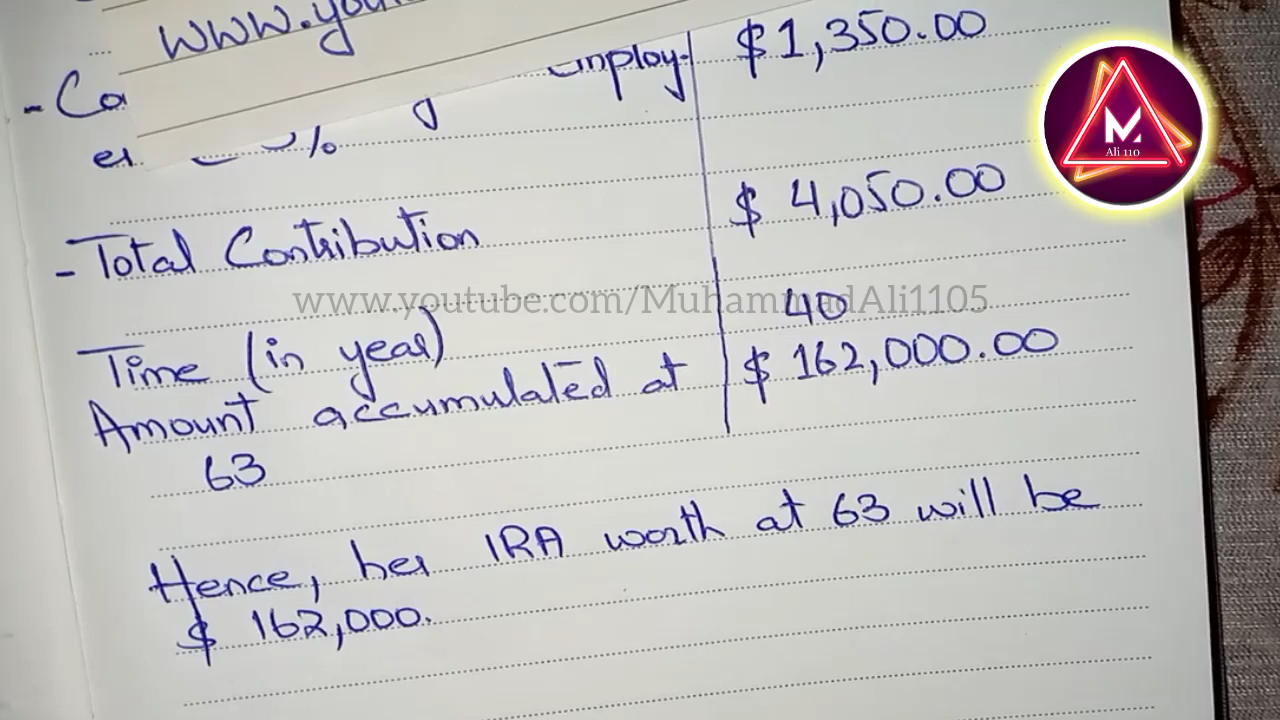 www.you
- Co employ- $1,350.00
er %
- Total Contribution $4,050.00
www.youtube.com/MuhammadAli1105
Time (in year) 40
Amount accumulated at $162,000.00
63
Hence, her IRA worth at 63 will be
$162,000.
M
Ali 110